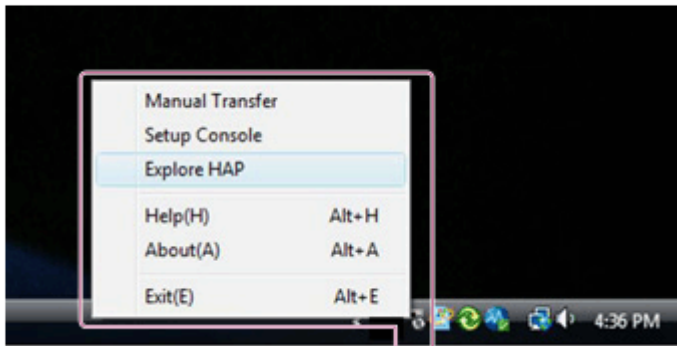 Manual Transfer
Setup Console
Explore HAP
Help(H) Alt+H
About(A) Alt+A
Exit(E) Alt+E
4:36 PM